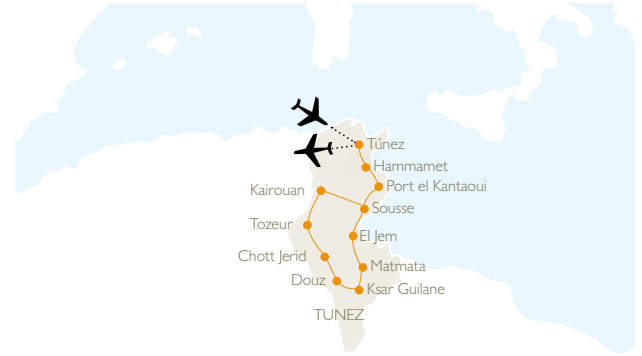 Túnez
Hammamet
Port el Kantaoui
Kairouan
Sousse
Tozeur
El Jem
Chott Jerid
Matmata
Douz
Ksar Guilane
TUNEZ